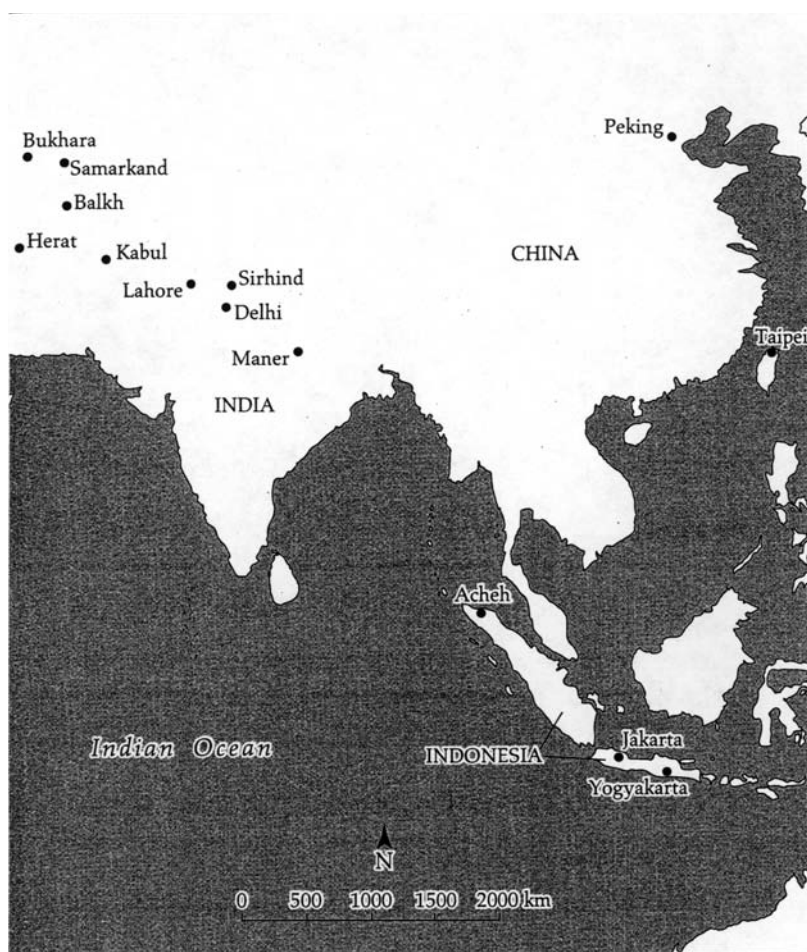 Peking
Bukhara
Samarkand
Balkh
Herat
Kabul
CHINA
Lahore
Sirhind
Delhi
Taipei
Maner
INDIA
Acheh
Indian Ocean
INDONESIA
Jakarta
Yogyakarta
N
0 500 1000 1500 2000 km